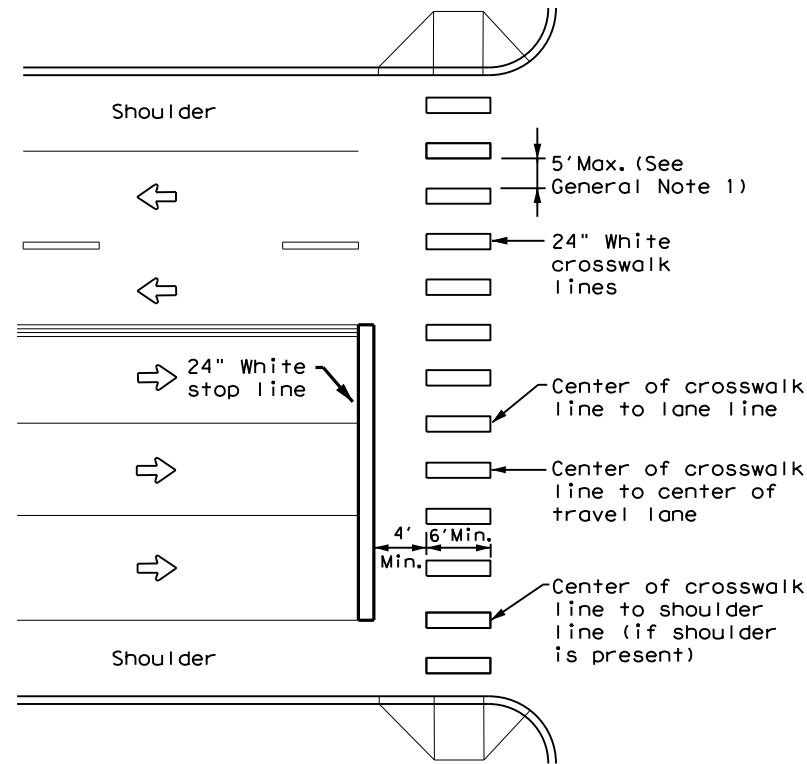 Shoulder
5'Max. (See
General Note 1)
24" White
crosswalk
lines
24" White
stop line
Center of crosswalk
line to lane line
Center of crosswalk
line to center of
travel lane
4'
Min.
6'Min.
Center of crosswalk
line to shoulder
line (if shoulder
is present)
Shoulder